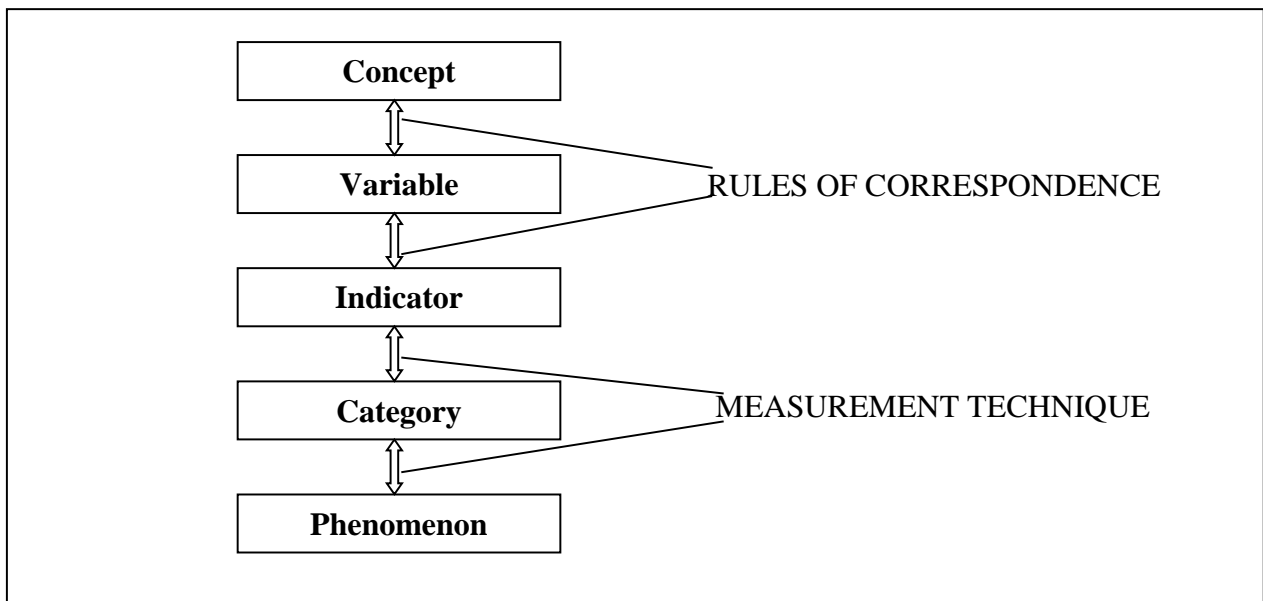 Concept
Variable
RULES OF CORRESPONDENCE
Indicator
Category
MEASUREMENT TECHNIQUE
Phenomenon